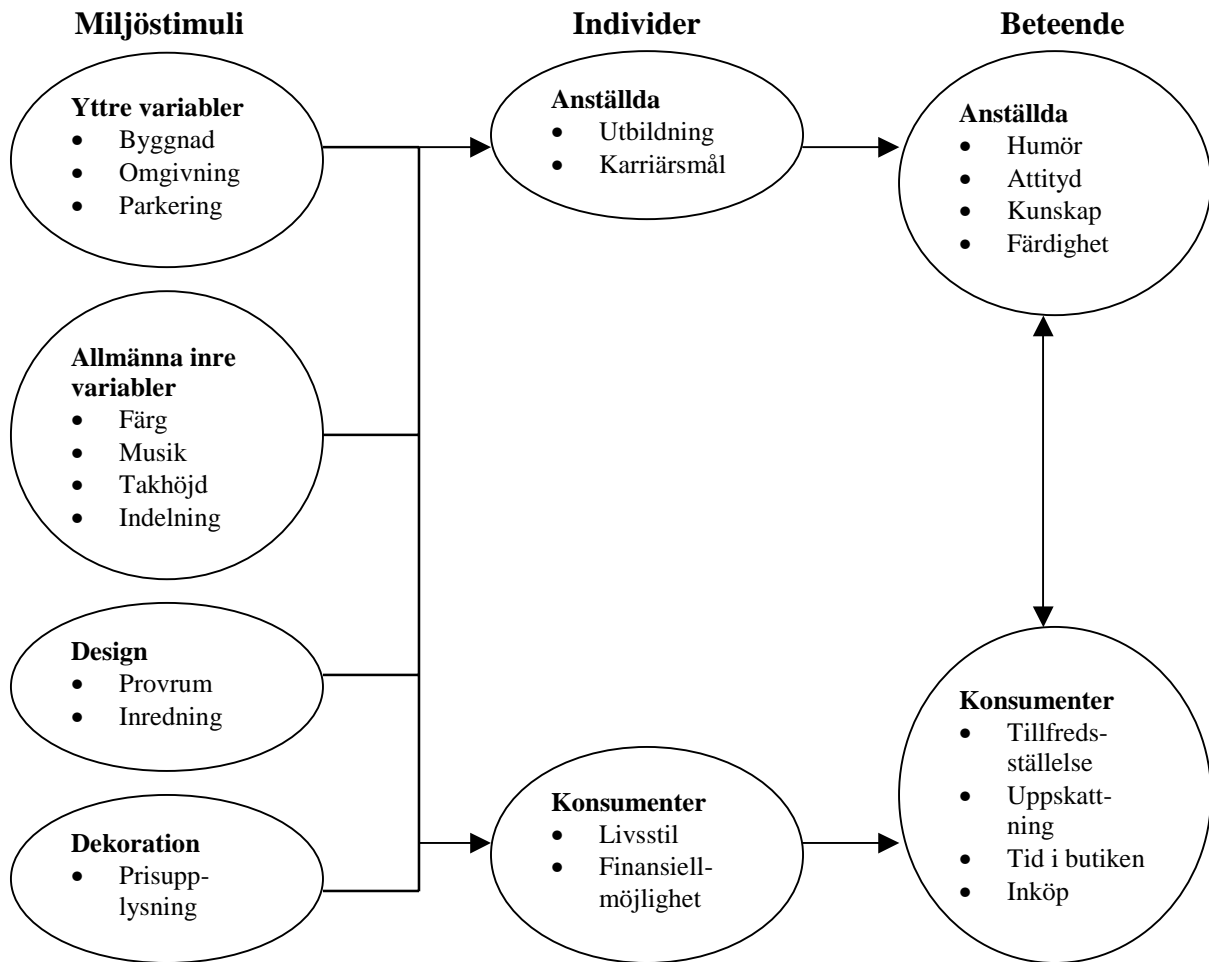 Miljöstimuli
Individer
Beteende
Yttre variabler
• Byggnad
• Omgivning
• Parkering
Allmänna inre
variabler
• Färg
• Musik
• Takhöjd
• Indelning
Design
• Provrum
• Inredning
Dekoration
• Prisupp-
lysning
Anställda
• Utbildning
• Karriärsmål
Konsumenter
• Livsstil
• Finansiell-
möjlighet
Anställda
• Humör
• Attityd
• Kunskap
• Färdighet
Konsumenter
• Tillfreds-
ställelse
• Uppskatt-
ning
• Tid i butiken
• Inköp